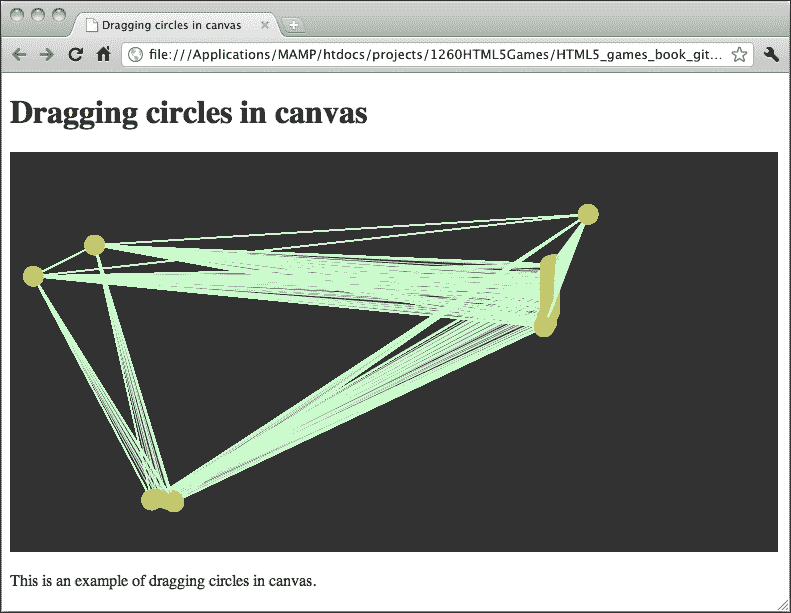 Dragging circles in canvas
file:///Applications/MAMP/htdocs/projects/1260HTML5Games/HTML5_games_book_git...
Dragging circles in canvas
This is an example of dragging circles in canvas.